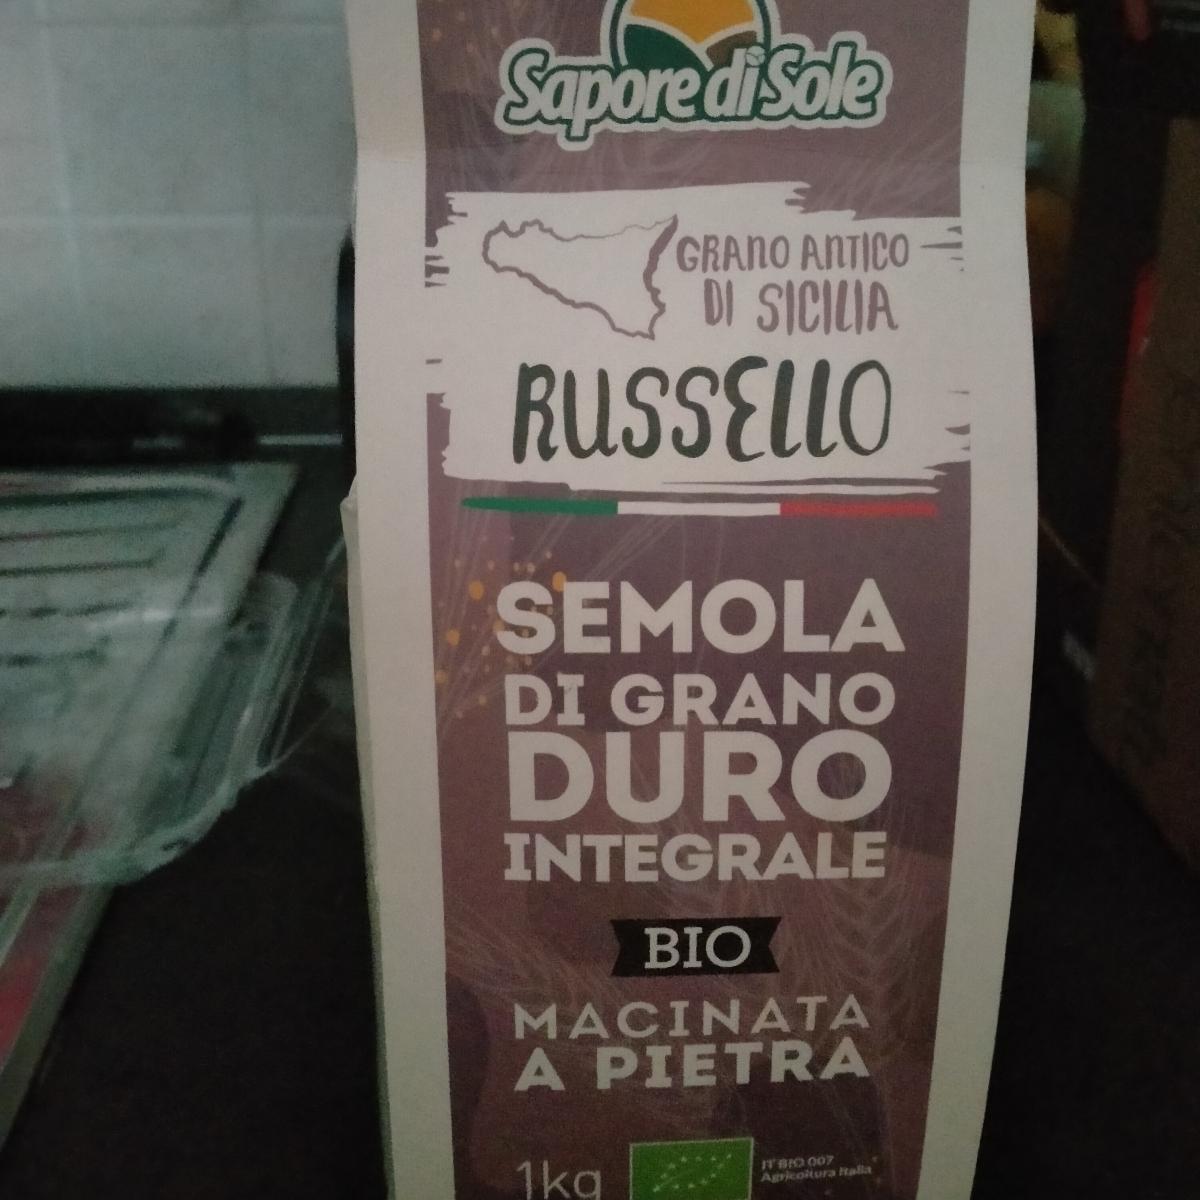 Sapore di Sole
GRANO ANTICO
DI SICILIA
RUSSELLO
SEMOLA
DI GRANO
DURO
INTEGRALE
BIO
MACINATA
A PIETRA
1kg
IT BIO 007
Agricoltura Italia